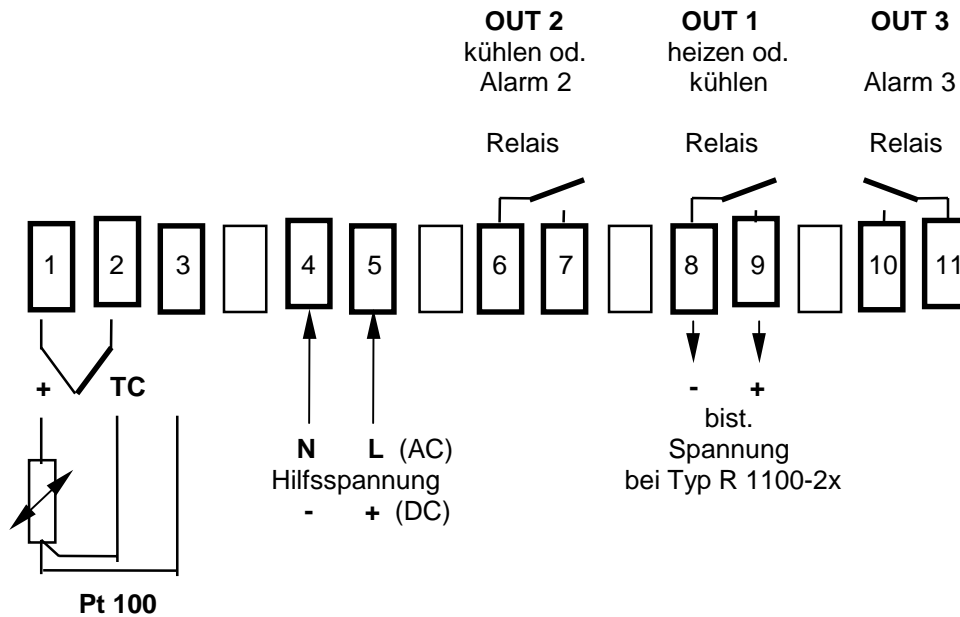 OUT 2 OUT 1 OUT 3
kühlen od. heizen od.
Alarm 2 kühlen Alarm 3
Relais Relais Relais
1 2 3 4 5 6 7 8 9 10 11
+ TC - +
bist.
N L (AC) Spannung
Hilfsspannung bei Typ R 1100-2x
- + (DC)
Pt 100